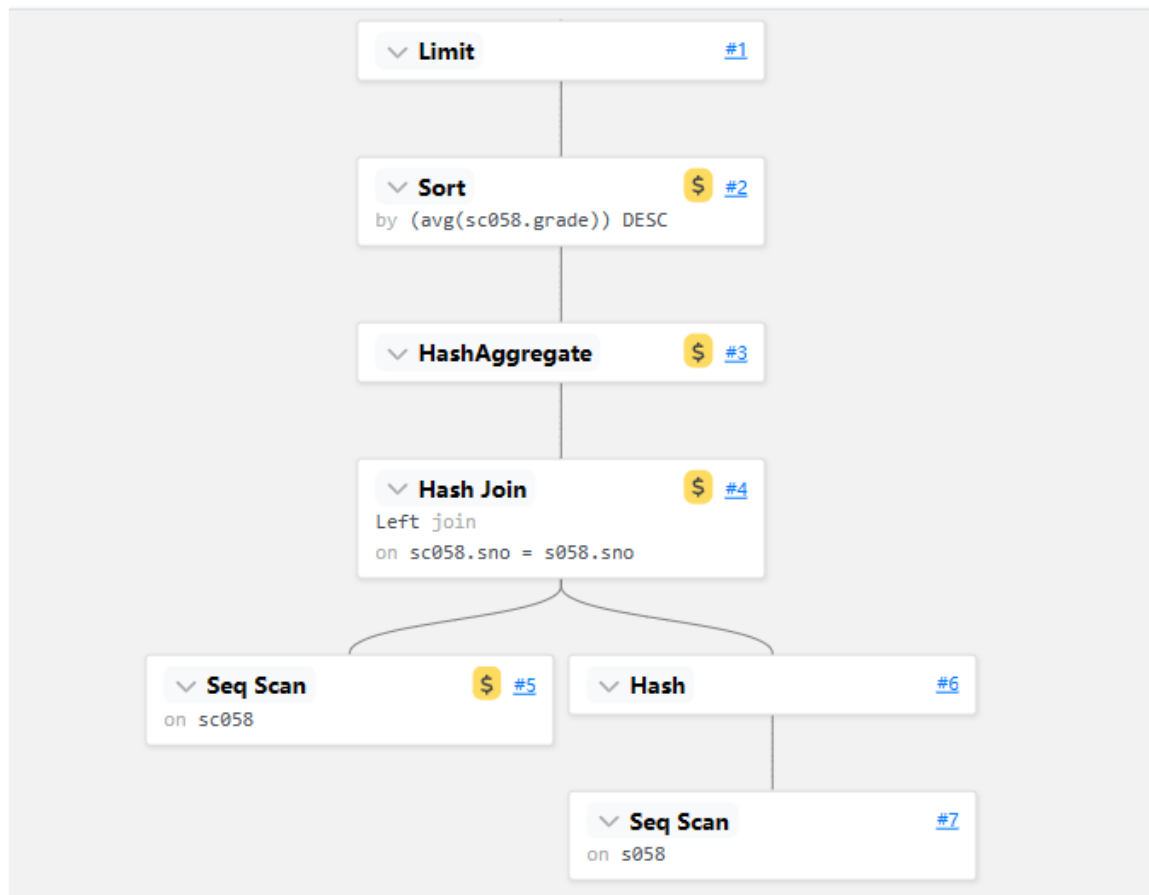 Limit #1
Sort $ #2
by (avg(sc058.grade)) DESC
HashAggregate $ #3
Hash Join $ #4
Left join
on sc058.sno = s058.sno
Seq Scan $ #5
on sc058
Hash #6
Seq Scan #7
on s058